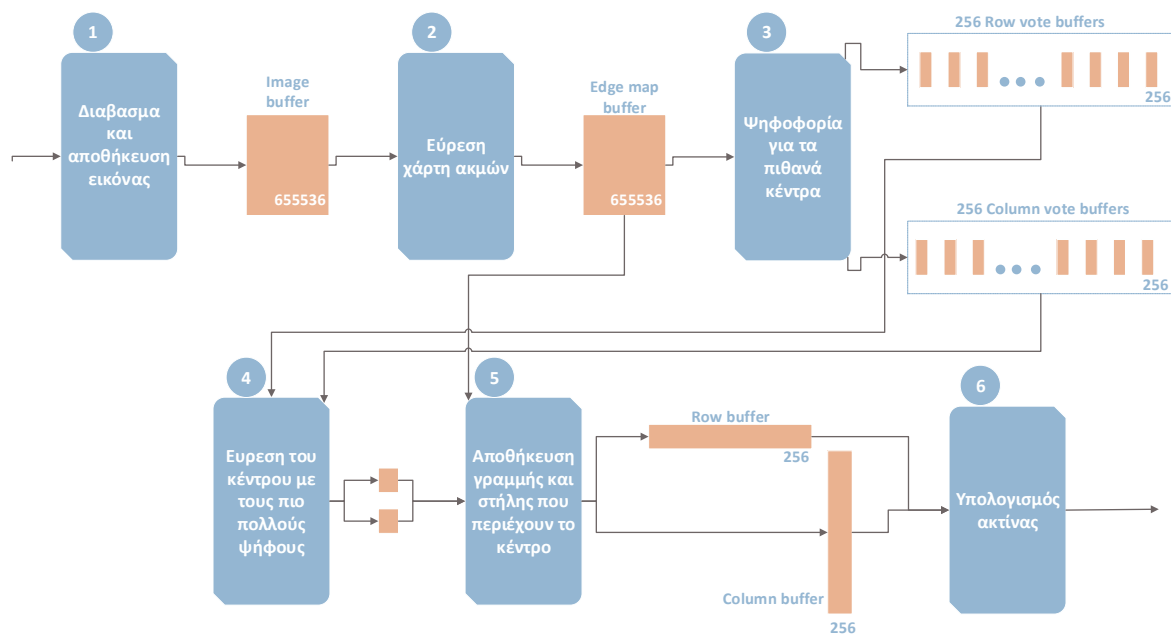 1
Διαβασμα
και
αποθήκευση
εικόνας
Image
buffer
655536
2
Εύρεση
χάρτη ακμών
Edge map
buffer
655536
3
Ψηφοφορία
για τα
πιθανά
κέντρα
256 Row vote buffers
256
256 Column vote buffers
256
4
Ευρεση του
κέντρου με
τους πιο
πολλούς
ψήφους
5
Αποθήκευση
γραμμής και
στήλης που
περιέχουν το
κέντρο
Row buffer
256
Column buffer
256
6
Υπολογισμός
ακτίνας